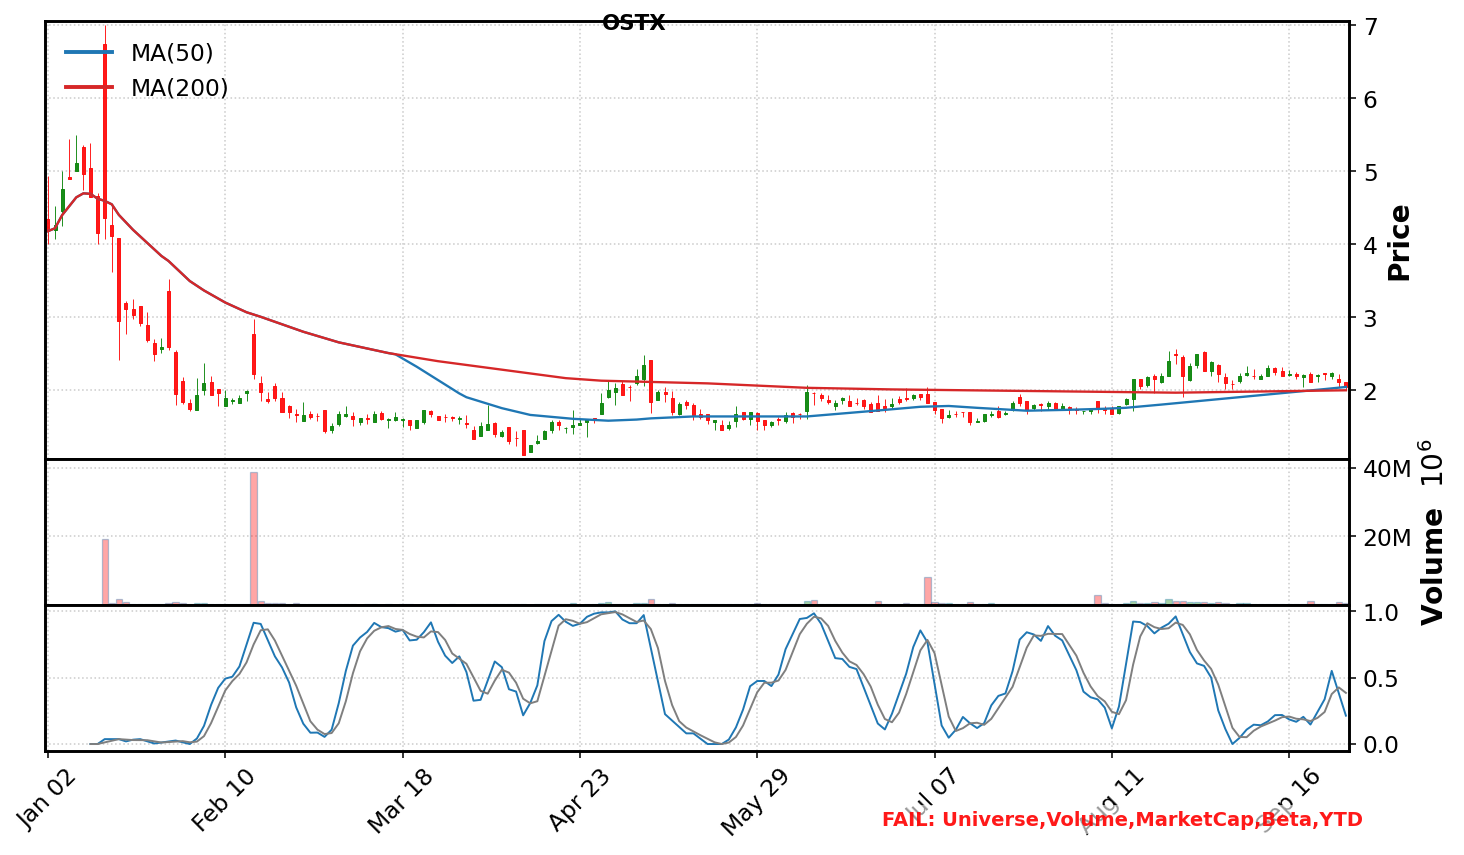 OSTX
MA(50)
MA(200)
7
6
5
4
3
2
Price
40M
20M
Volume 10^6
1.0
0.5
0.0
Jan 02
Feb 10
Mar 18
Apr 23
May 29
Jul 07
Aug 11
Sep 16
FAIL: Universe,Volume,MarketCap,Beta,YTD